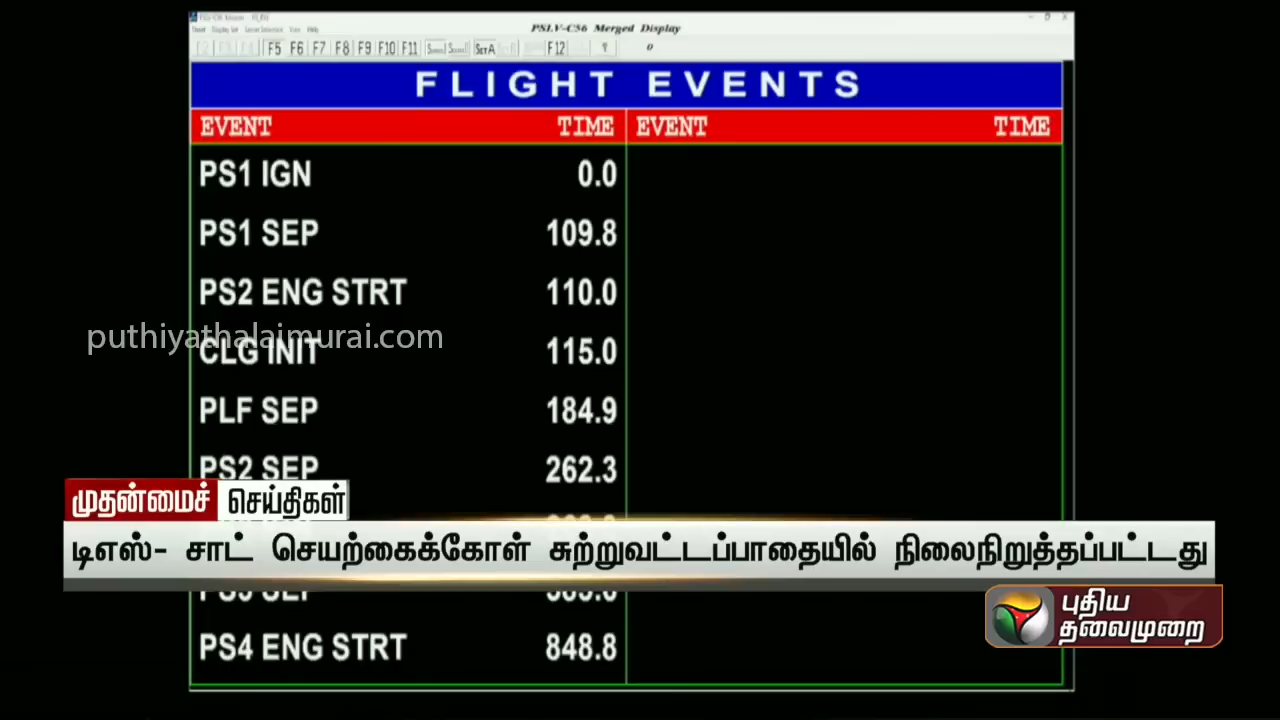 PSLV-C56 Merged Display
F5 F6 F7 F8 F9 F10 F11 SETA F12
FLIGHT EVENTS
EVENT TIME EVENT TIME
PS1 IGN 0.0
PS1 SEP 109.8
PS2 ENG STRT 110.0
puthiyathalaimurai.com
CLG INIT 115.0
PLF SEP 184.9
PS2 SEP 262.3
முதன்மைச் செய்திகள்
டிஎஸ்- சாட் செயற்கைக்கோள் சுற்றுவட்டப்பாதையில் நிலைநிறுத்தப்பட்டது
புதிய
தலைமுறை
PS4 ENG STRT 848.8